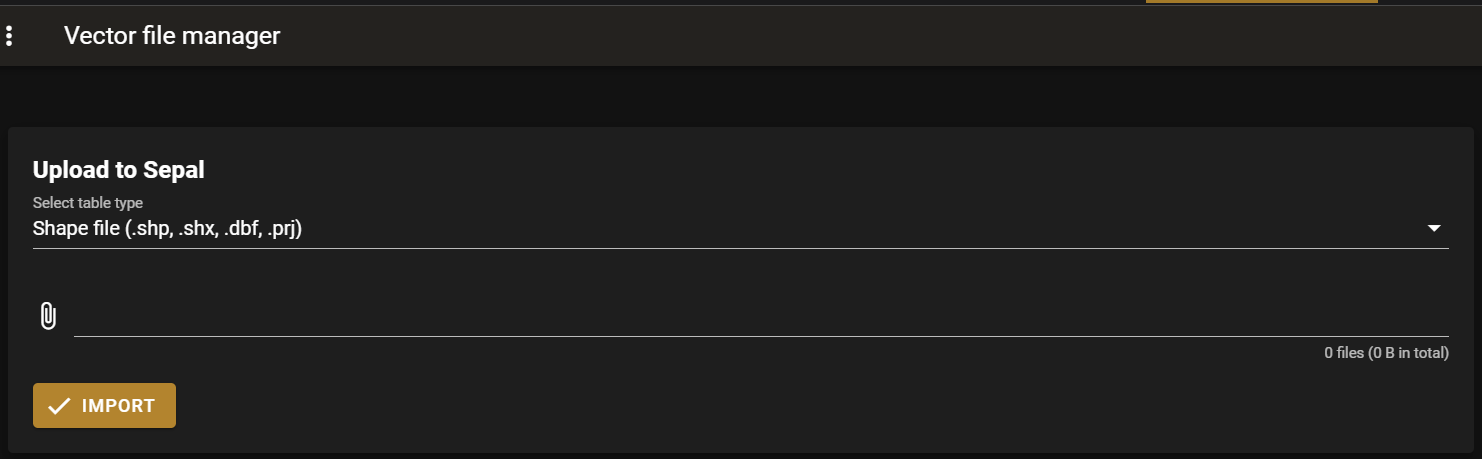 Vector file manager
Upload to Sepal
Select table type
Shape file (.shp, .shx, .dbf, .prj)
0 files (0 B in total)
IMPORT